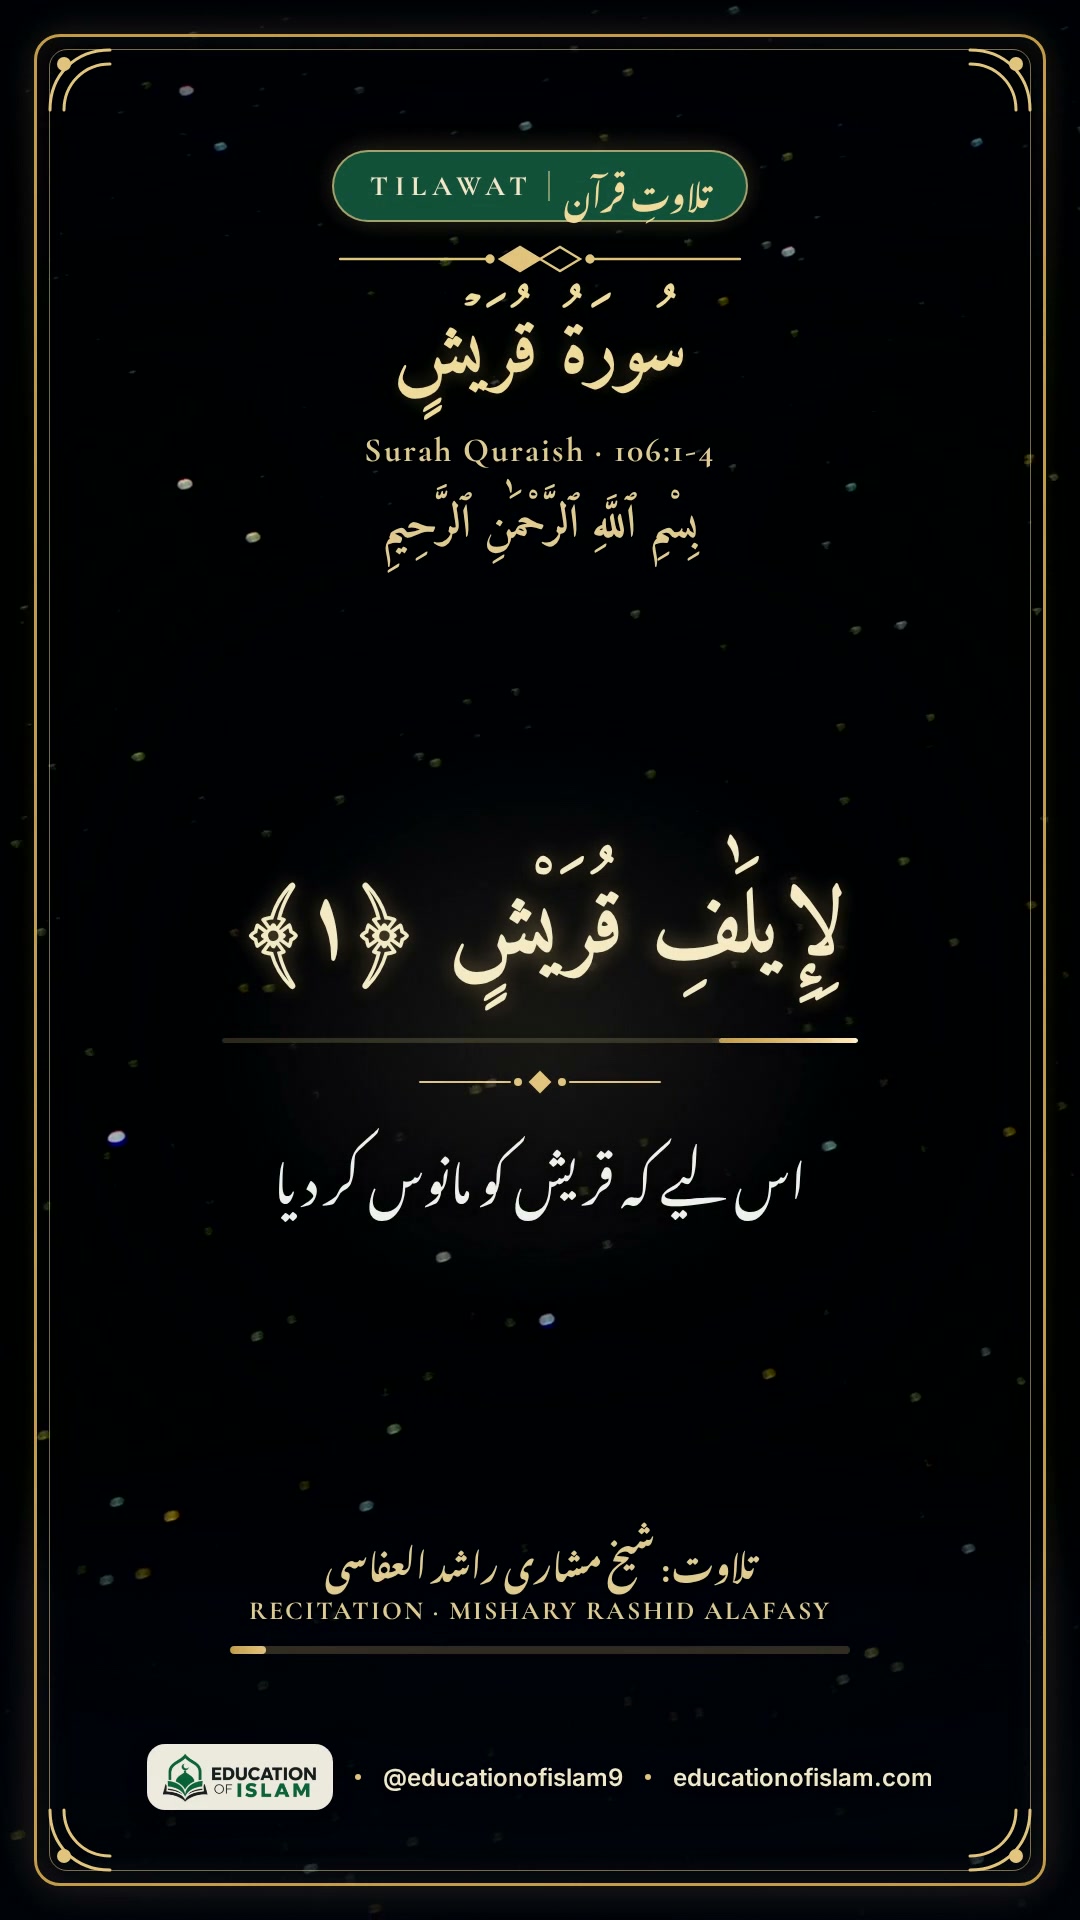 TILAWAT | تلاوتِ قرآن
سُورَةُ قُرَيْشٍ
Surah Quraish · 106:1-4
بِسْمِ ٱللَّهِ ٱلرَّحْمَٰنِ ٱلرَّحِيمِ
لِإِيلَٰفِ قُرَيْشٍ ﴿١﴾
اس لیے کہ قریش کو مانوس کر دیا
تلاوت: شیخ مشاری راشد العفاسی
RECITATION · MISHARY RASHID ALAFASY
EDUCATION OF ISLAM • @educationofislam9 • educationofislam.com